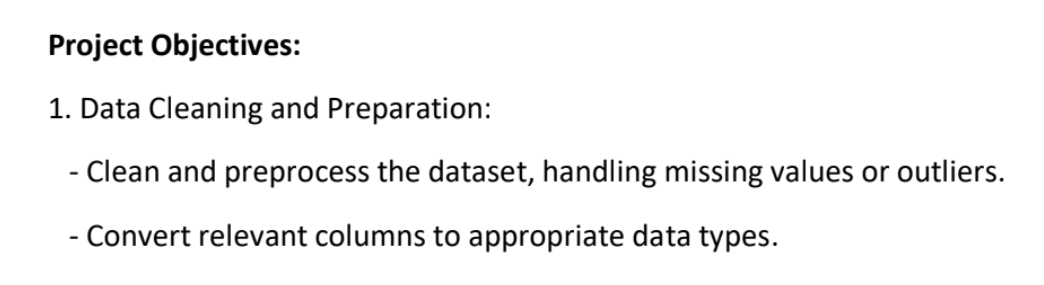 Project Objectives:
1. Data Cleaning and Preparation:
- Clean and preprocess the dataset, handling missing values or outliers.
- Convert relevant columns to appropriate data types.